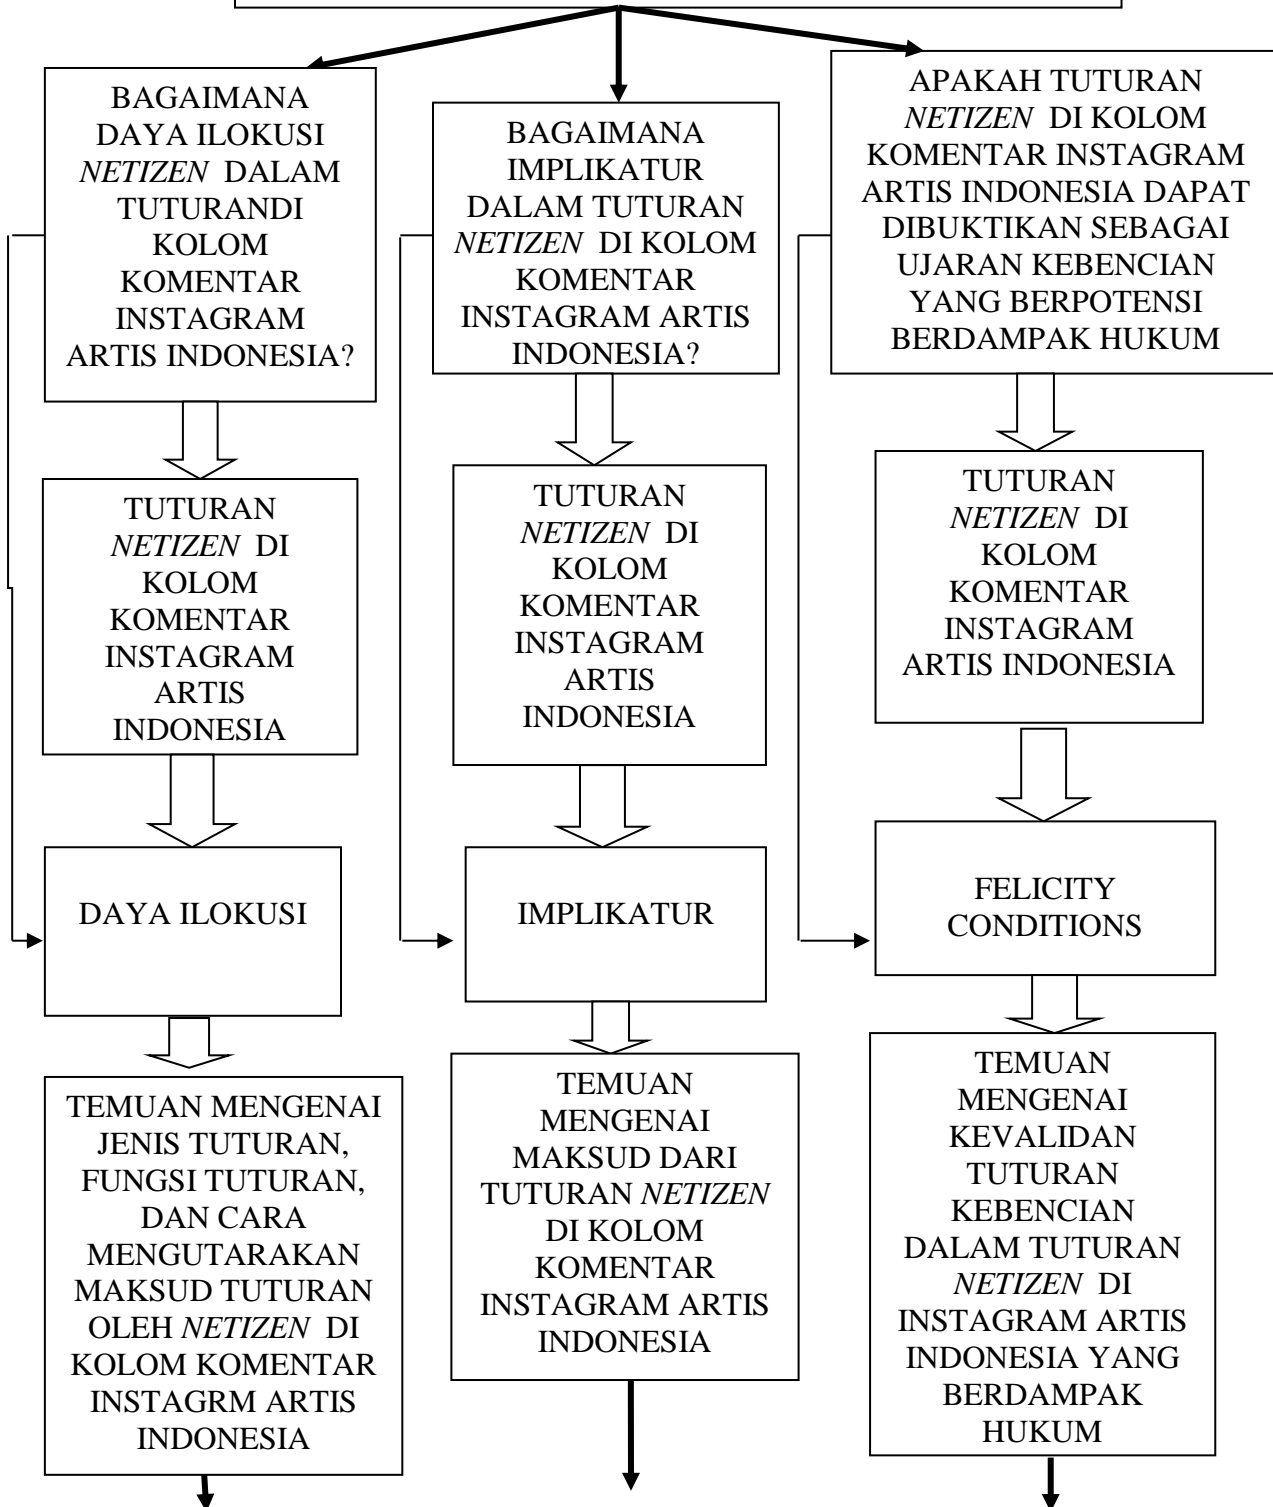 BAGAIMANA
DAYA ILOKUSI
NETIZEN DALAM
TUTURANDI
KOLOM
KOMENTAR
INSTAGRAM
ARTIS INDONESIA?
BAGAIMANA
IMPLIKATUR
DALAM TUTURAN
NETIZEN DI KOLOM
KOMENTAR
INSTAGRAM ARTIS
INDONESIA?
APAKAH TUTURAN
NETIZEN DI KOLOM
KOMENTAR INSTAGRAM
ARTIS INDONESIA DAPAT
DIBUKTIKAN SEBAGAI
UJARAN KEBENCIAN
YANG BERPOTENSI
BERDAMPAK HUKUM
TUTURAN
NETIZEN DI
KOLOM
KOMENTAR
INSTAGRAM
ARTIS
INDONESIA
TUTURAN
NETIZEN DI
KOLOM
KOMENTAR
INSTAGRAM
ARTIS
INDONESIA
TUTURAN
NETIZEN DI
KOLOM
KOMENTAR
INSTAGRAM
ARTIS INDONESIA
DAYA ILOKUSI
IMPLIKATUR
FELICITY
CONDITIONS
TEMUAN MENGENAI
JENIS TUTURAN,
FUNGSI TUTURAN,
DAN CARA
MENGUTARAKAN
MAKSUD TUTURAN
OLEH NETIZEN DI
KOLOM KOMENTAR
INSTAGRM ARTIS
INDONESIA
TEMUAN
MENGENAI
MAKSUD DARI
TUTURAN NETIZEN
DI KOLOM
KOMENTAR
INSTAGRAM ARTIS
INDONESIA
TEMUAN
MENGENAI
KEVALIDAN
TUTURAN
KEBENCIAN
DALAM TUTURAN
NETIZEN DI
INSTAGRAM ARTIS
INDONESIA YANG
BERDAMPAK
HUKUM